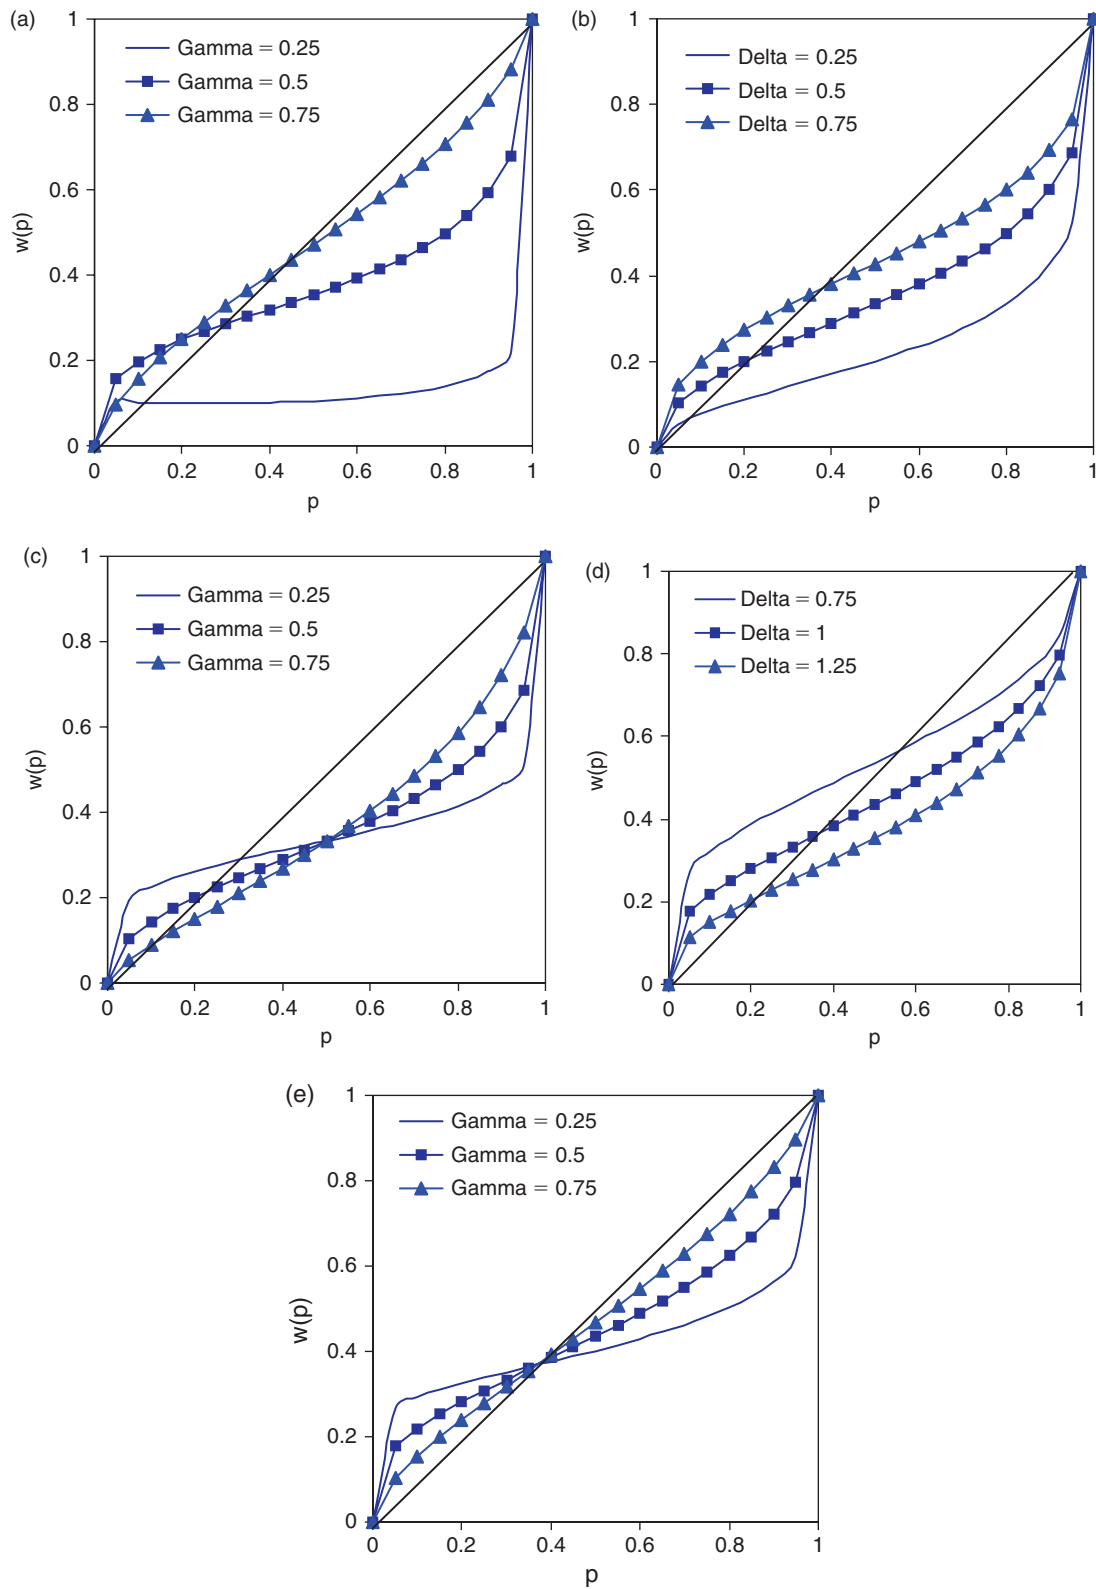 (a)
1
0.8
0.6
0.4
0.2
0
w(p)
Gamma = 0.25
Gamma = 0.5
Gamma = 0.75
0 0.2 0.4 0.6 0.8 1
p
(b)
1
0.8
0.6
0.4
0.2
0
w(p)
Delta = 0.25
Delta = 0.5
Delta = 0.75
0 0.2 0.4 0.6 0.8 1
p
(c)
1
0.8
0.6
0.4
0.2
0
w(p)
Gamma = 0.25
Gamma = 0.5
Gamma = 0.75
0 0.2 0.4 0.6 0.8 1
p
(d)
1
0.8
0.6
0.4
0.2
0
w(p)
Delta = 0.75
Delta = 1
Delta = 1.25
0 0.2 0.4 0.6 0.8 1
p
(e)
1
0.8
0.6
0.4
0.2
0
w(p)
Gamma = 0.25
Gamma = 0.5
Gamma = 0.75
0 0.2 0.4 0.6 0.8 1
p